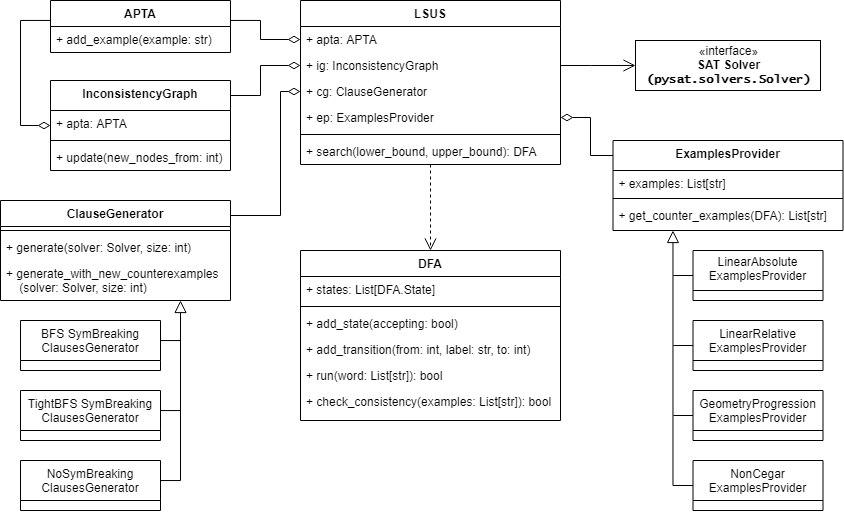 APTA
+ add_example(example: str)
InconsistencyGraph
+ apta: APTA
+ update(new_nodes_from: int)
LSUS
+ apta: APTA
+ ig: InconsistencyGraph
+ cg: ClauseGenerator
+ ep: ExamplesProvider
+ search(lower_bound, upper_bound): DFA
«interface»
SAT Solver
(pysat.solvers.Solver)
ExamplesProvider
+ examples: List[str]
+ get_counter_examples(DFA): List[str]
ClauseGenerator
+ generate(solver: Solver, size: int)
+ generate_with_new_counterexamples
(solver: Solver, size: int)
DFA
+ states: List[DFA.State]
+ add_state(accepting: bool)
+ add_transition(from: int, label: str, to: int)
+ run(word: List[str]): bool
+ check_consistency(examples: List[str]): bool
BFS SymBreaking
ClausesGenerator
TightBFS SymBreaking
ClausesGenerator
NoSymBreaking
ClausesGenerator
LinearAbsolute
ExamplesProvider
LinearRelative
ExamplesProvider
GeometryProgression
ExamplesProvider
NonCegar
ExamplesProvider